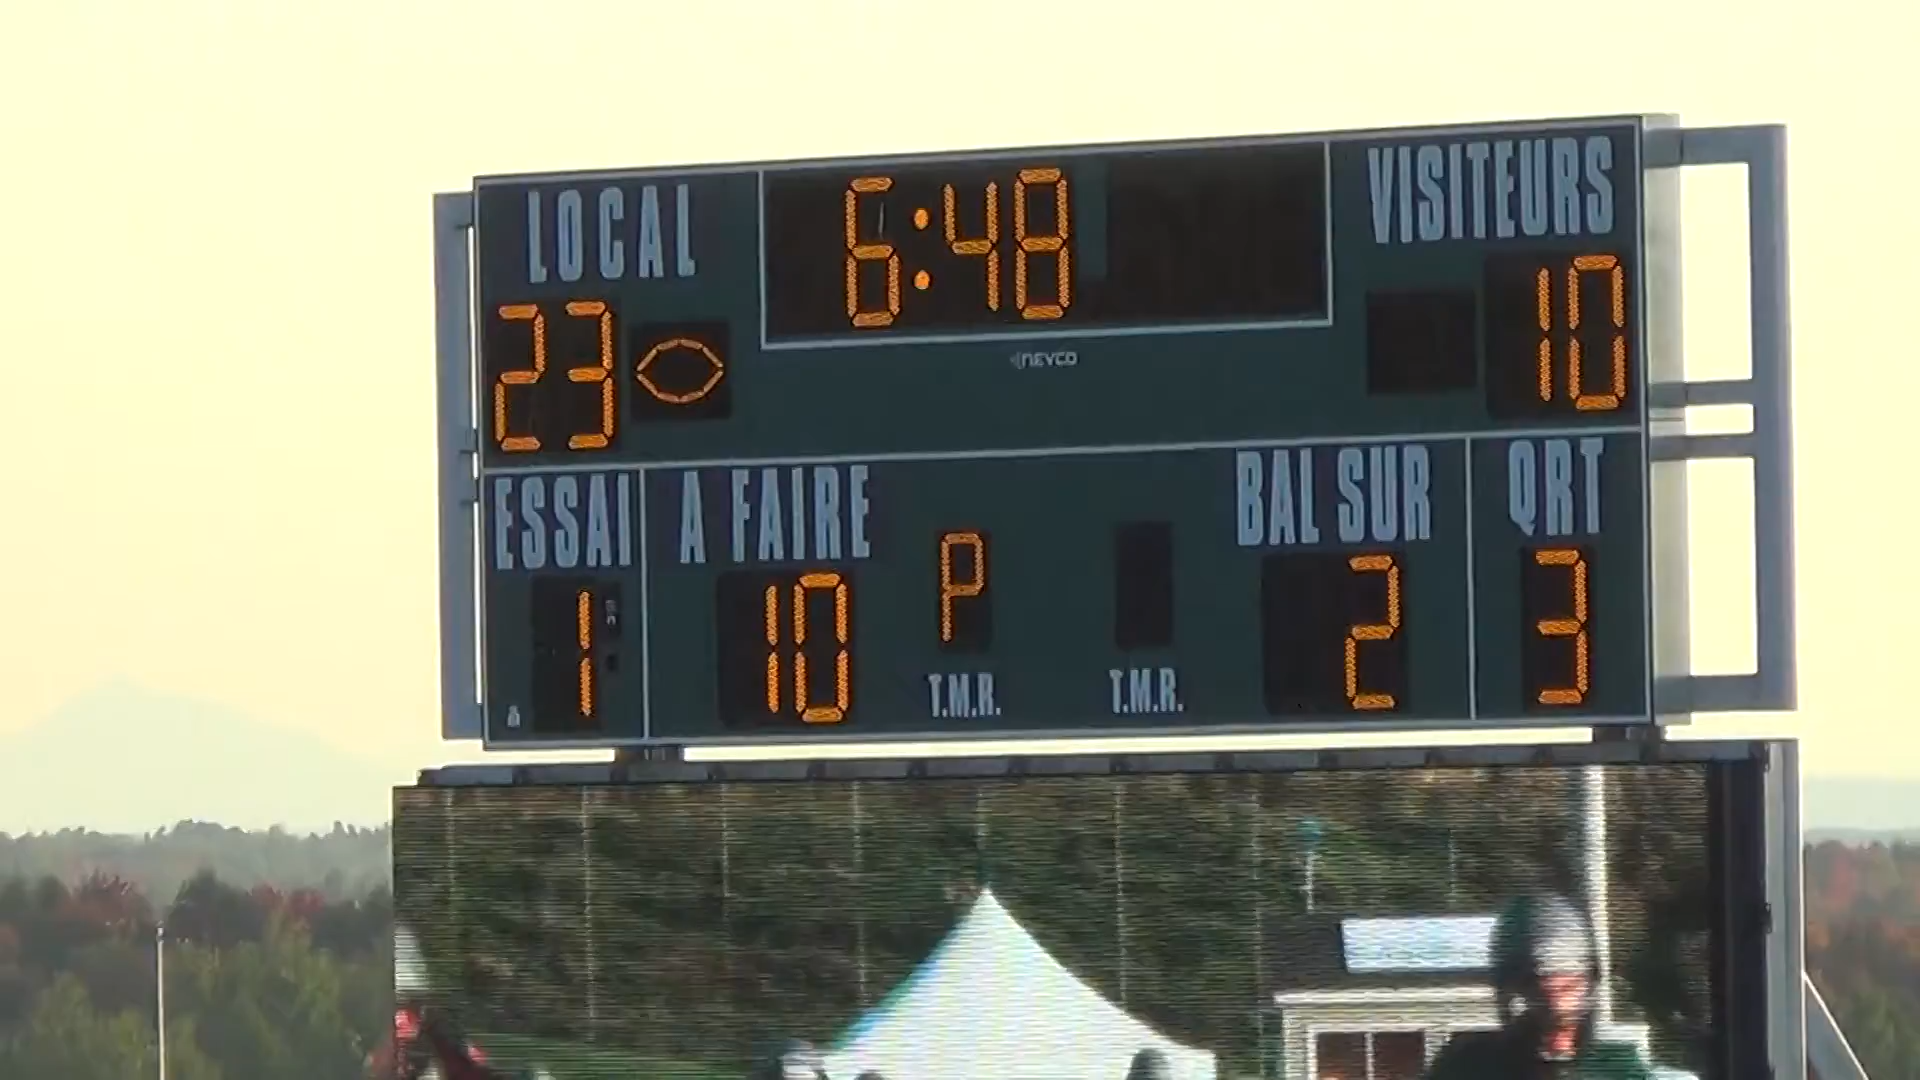 LOCAL 6:48 VISITEURS
23 10
NEVCO
ESSAI A FAIRE BAL SUR QRT
1 10 P 2 3
T.M.R. T.M.R.